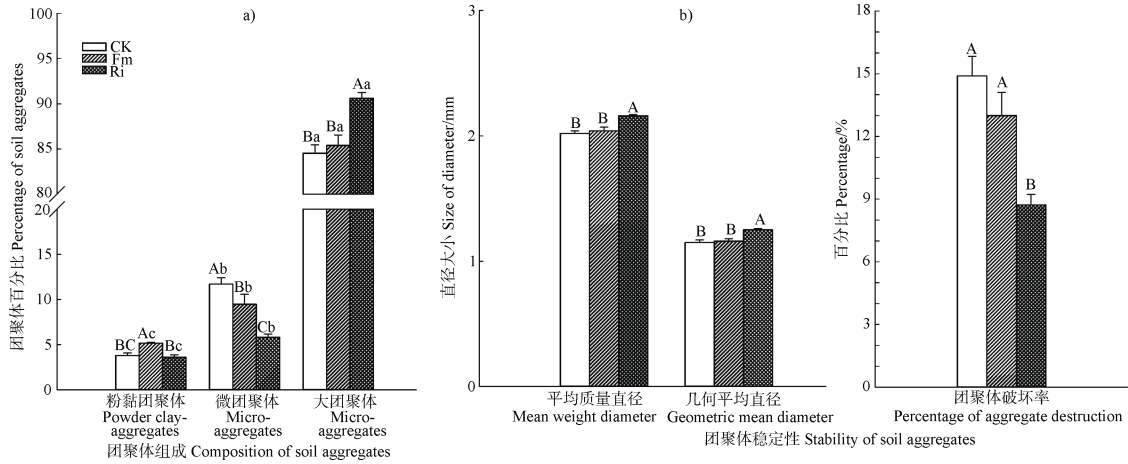 a)
团聚体百分比 Percentage of soil aggregates
100
95
90
85
80
20
15
10
5
0
CK
Fm
Ri
BC Ac Bc
Ab Bb Cb
Ba Ba Aa
粉黏团聚体 微团聚体 大团聚体
Powder clay- Micro- Micro-
aggregates aggregates aggregates
团聚体组成 Composition of soil aggregates
b)
直径大小 Size of diameter/mm
3
2
1
0
B B A
B B A
平均质量直径 几何平均直径
Mean weight diameter Geometric mean diameter
百分比 Percentage/%
18
15
12
9
6
3
0
A A B
团聚体破坏率
Percentage of aggregate destruction
团聚体稳定性 Stability of soil aggregates